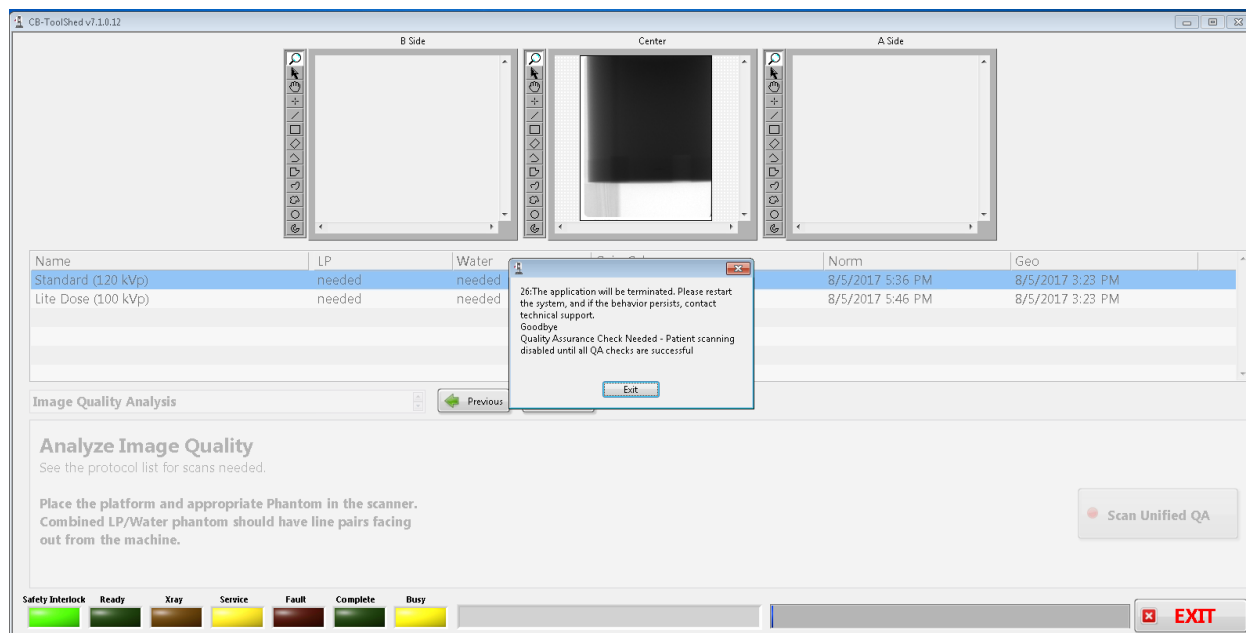 CB-ToolShed v7.1.0.12
B Side
Center
A Side
Name LP Water Norm Geo
Standard (120 kVp) needed needed 8/5/2017 5:36 PM 8/5/2017 3:23 PM
Lite Dose (100 kVp) needed needed 8/5/2017 5:46 PM 8/5/2017 3:23 PM
26:The application will be terminated. Please restart
the system, and if the behavior persists, contact
technical support.
Goodbye
Quality Assurance Check Needed - Patient scanning
disabled until all QA checks are successful
Exit
Image Quality Analysis
Previous
Analyze Image Quality
See the protocol list for scans needed.
Place the platform and appropriate Phantom in the scanner.
Combined LP/Water phantom should have line pairs facing
out from the machine.
Scan Unified QA
Safety Interlock Ready Xray Service Fault Complete Busy
EXIT